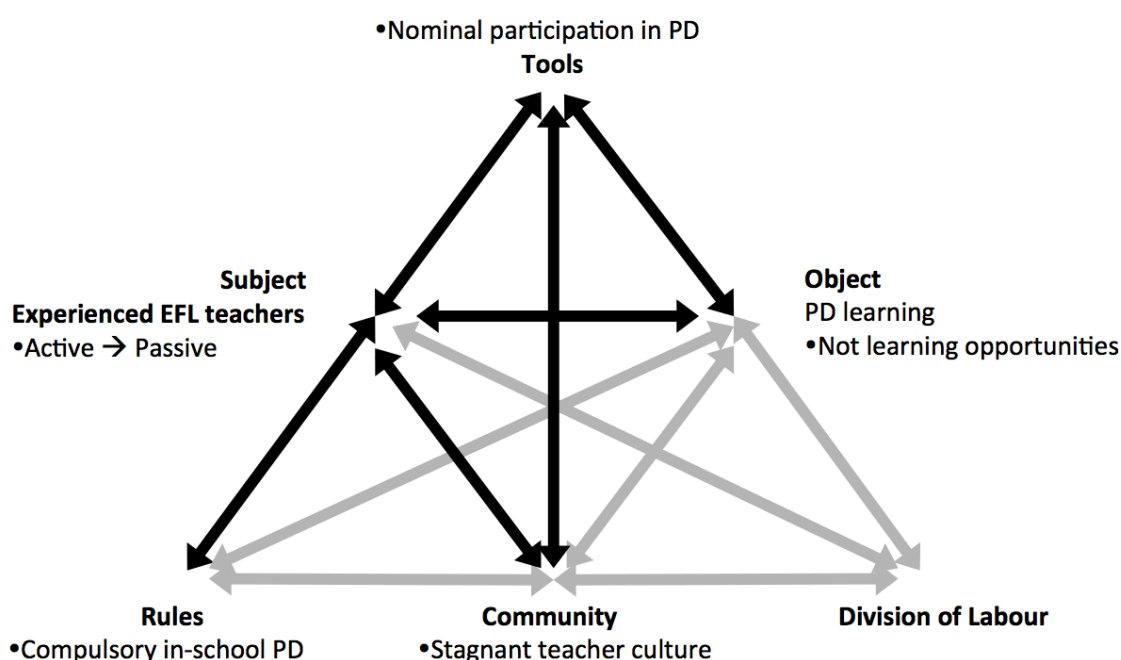 •Nominal participation in PD
Tools
Subject
Experienced EFL teachers
•Active → Passive
Object
PD learning
•Not learning opportunities
Rules
•Compulsory in-school PD
Community
•Stagnant teacher culture
Division of Labour